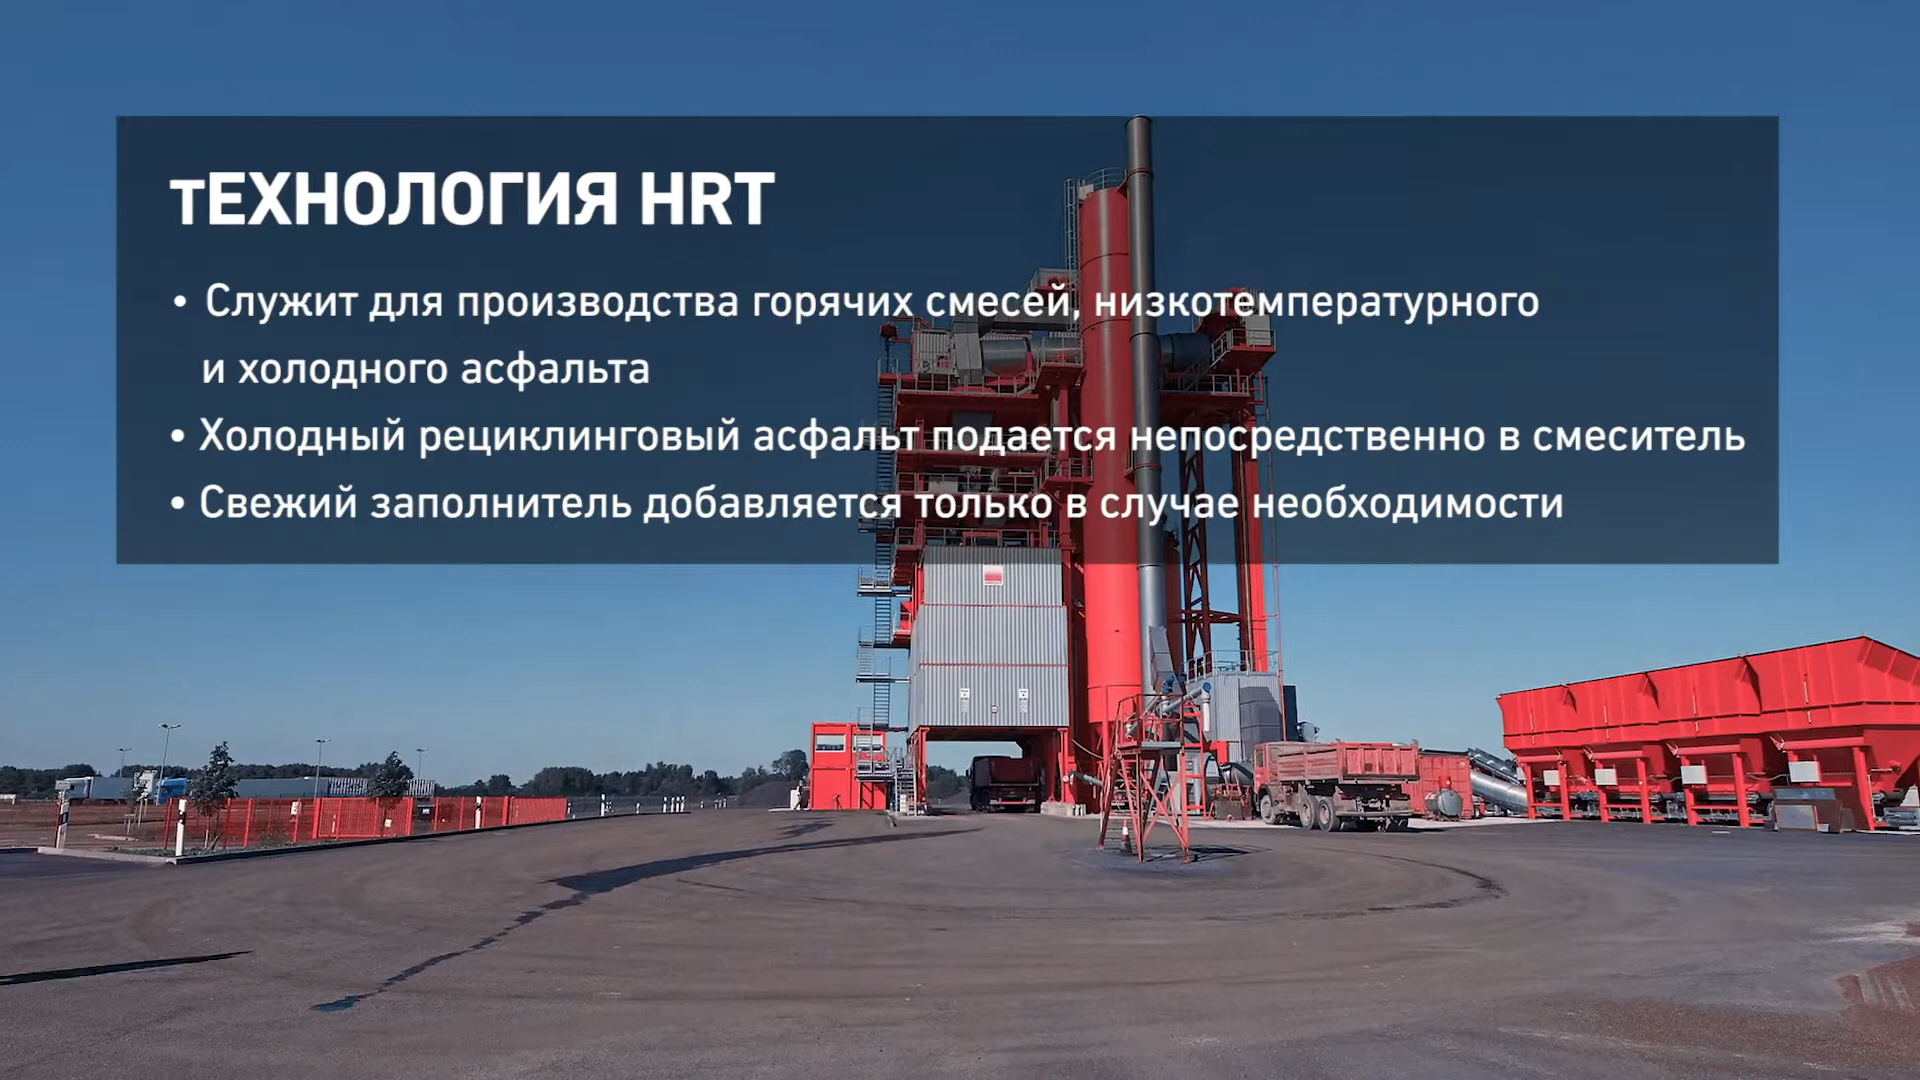 тЕХНОЛОГИЯ HRT
• Служит для производства горячих смесей, низкотемпературного
и холодного асфальта
• Холодный рециклинговый асфальт подается непосредственно в смеситель
• Свежий заполнитель добавляется только в случае необходимости